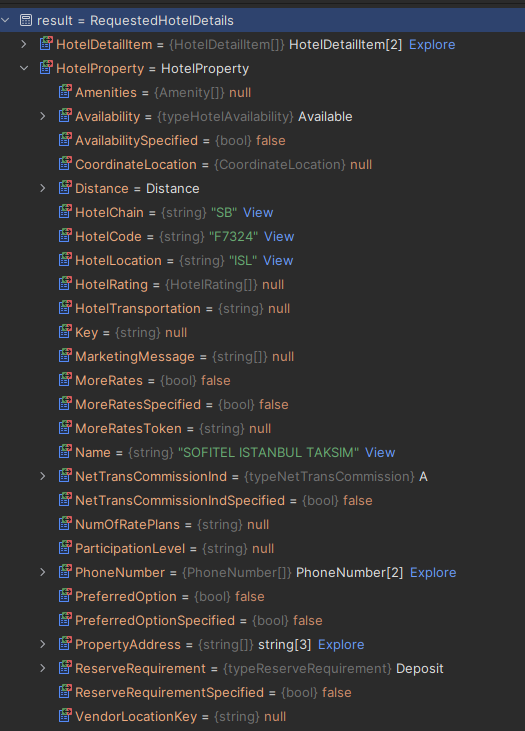 result = RequestedHotelDetails
HotelDetailItem = {HotelDetailItem[]} HotelDetailItem[2] Explore
HotelProperty = HotelProperty
Amenities = {Amenity[]} null
Availability = {typeHotelAvailability} Available
AvailabilitySpecified = {bool} false
CoordinateLocation = {CoordinateLocation} null
Distance = Distance
HotelChain = {string} "SB" View
HotelCode = {string} "F7324" View
HotelLocation = {string} "ISL" View
HotelRating = {HotelRating[]} null
HotelTransportation = {string} null
Key = {string} null
MarketingMessage = {string[]} null
MoreRates = {bool} false
MoreRatesSpecified = {bool} false
MoreRatesToken = {string} null
Name = {string} "SOFITEL ISTANBUL TAKSIM" View
NetTransCommissionInd = {typeNetTransCommission} A
NetTransCommissionIndSpecified = {bool} false
NumOfRatePlans = {string} null
ParticipationLevel = {string} null
PhoneNumber = {PhoneNumber[]} PhoneNumber[2] Explore
PreferredOption = {bool} false
PreferredOptionSpecified = {bool} false
PropertyAddress = {string[]} string[3] Explore
ReserveRequirement = {typeReserveRequirement} Deposit
ReserveRequirementSpecified = {bool} false
VendorLocationKey = {string} null